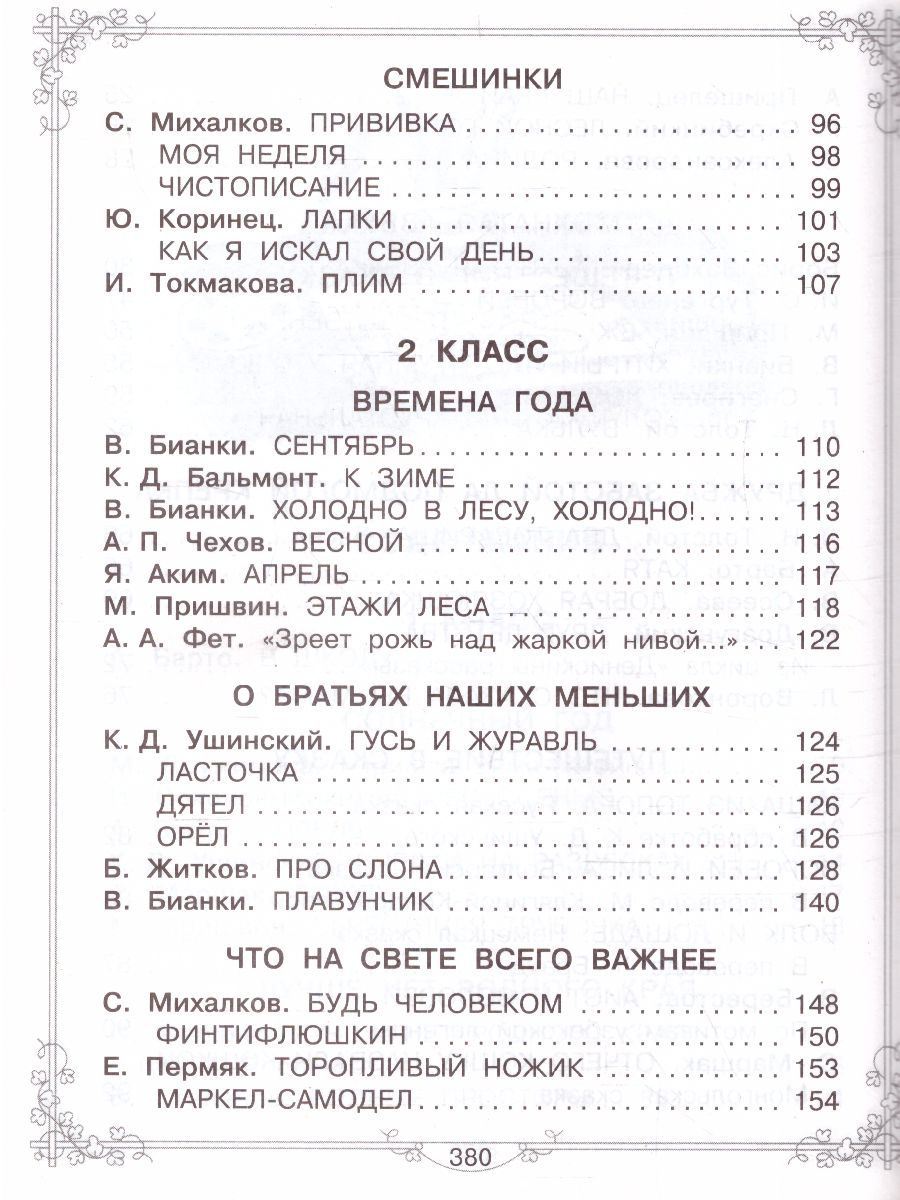 СМЕШИНКИ
С. Михалков. ПРИВИВКА . . . . . . . . . . . . . . . . . . . . . . 96
МОЯ НЕДЕЛЯ . . . . . . . . . . . . . . . . . . . . . . . . . . . . . 98
ЧИСТОПИСАНИЕ . . . . . . . . . . . . . . . . . . . . . . . . . . . 99
Ю. Коринец. ЛАПКИ . . . . . . . . . . . . . . . . . . . . . . . . . 101
КАК Я ИСКАЛ СВОЙ ДЕНЬ. . . . . . . . . . . . . . . . . 103
И. Токмакова. ПЛИМ . . . . . . . . . . . . . . . . . . . . . . . . 107
2 КЛАСС
ВРЕМЕНА ГОДА
В. Бианки. СЕНТЯБРЬ . . . . . . . . . . . . . . . . . . . . . . . . 110
К. Д. Бальмонт. К ЗИМЕ . . . . . . . . . . . . . . . . . . . . . 112
В. Бианки. ХОЛОДНО В ЛЕСУ, ХОЛОДНО! . . . . . . 113
А. П. Чехов. ВЕСНОЙ . . . . . . . . . . . . . . . . . . . . . . . . 116
Я. Аким. АПРЕЛЬ . . . . . . . . . . . . . . . . . . . . . . . . . . . 117
М. Пришвин. ЭТАЖИ ЛЕСА . . . . . . . . . . . . . . . . . . . 118
А. А. Фет. «Зреет рожь над жаркой нивой...» . . . 122
О БРАТЬЯХ НАШИХ МЕНЬШИХ
К. Д. Ушинский. ГУСЬ И ЖУРАВЛЬ . . . . . . . . . . . . 124
ЛАСТОЧКА . . . . . . . . . . . . . . . . . . . . . . . . . . . . . . . 125
ДЯТЕЛ . . . . . . . . . . . . . . . . . . . . . . . . . . . . . . . . . . 126
ОРЁЛ . . . . . . . . . . . . . . . . . . . . . . . . . . . . . . . . . . . 126
Б. Житков. ПРО СЛОНА . . . . . . . . . . . . . . . . . . . . . . 128
В. Бианки. ПЛАВУНЧИК . . . . . . . . . . . . . . . . . . . . . . 140
ЧТО НА СВЕТЕ ВСЕГО ВАЖНЕЕ
С. Михалков. БУДЬ ЧЕЛОВЕКОМ . . . . . . . . . . . . . 148
ФИНТИФЛЮШКИН . . . . . . . . . . . . . . . . . . . . . . . . . 150
Е. Пермяк. ТОРОПЛИВЫЙ НОЖИК . . . . . . . . . . . . . 153
МАРКЕЛ-САМОДЕЛ . . . . . . . . . . . . . . . . . . . . . . . . 154
380